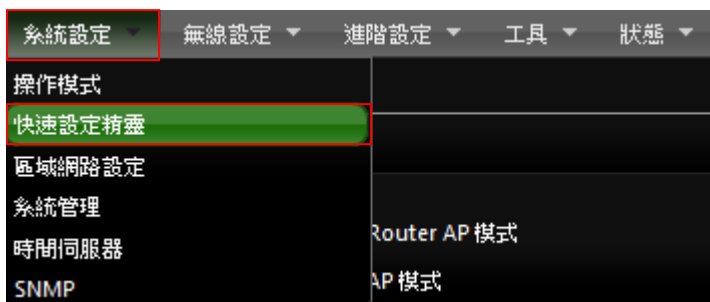 系統設定 無線設定 進階設定 工具 狀態
操作模式
快速設定精靈
區域網路設定
系統管理
Router AP 模式
時間伺服器
AP 模式
SNMP